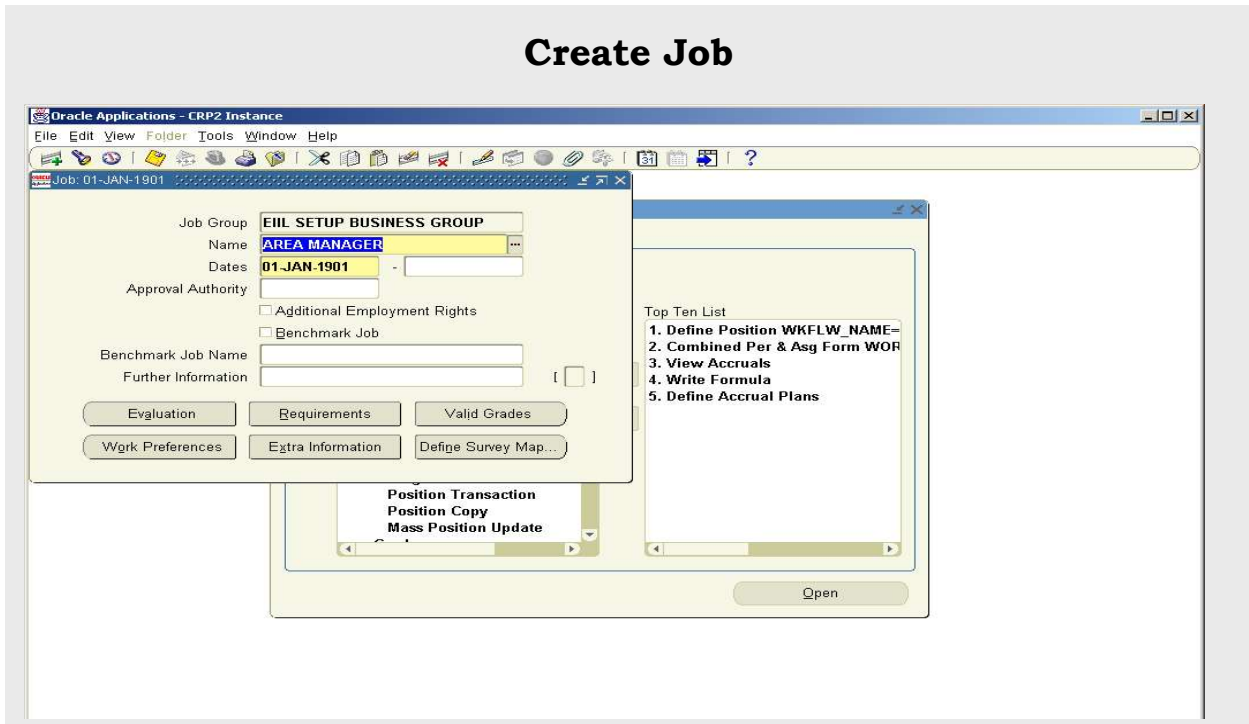 Create Job
Oracle Applications - CRP2 Instance
File Edit View Folder Tools Window Help
Job: 01-JAN-1901
Job Group EIIL SETUP BUSINESS GROUP
Name AREA MANAGER
Dates 01-JAN-1901 -
Approval Authority
Additional Employment Rights
Benchmark Job
Benchmark Job Name
Further Information [ ]
Evaluation Requirements Valid Grades
Work Preferences Extra Information Define Survey Map...
Top Ten List
1. Define Position WKFLW_NAME=
2. Combined Per & Asg Form WOR
3. View Accruals
4. Write Formula
5. Define Accrual Plans
Position Transaction
Position Copy
Mass Position Update
Open